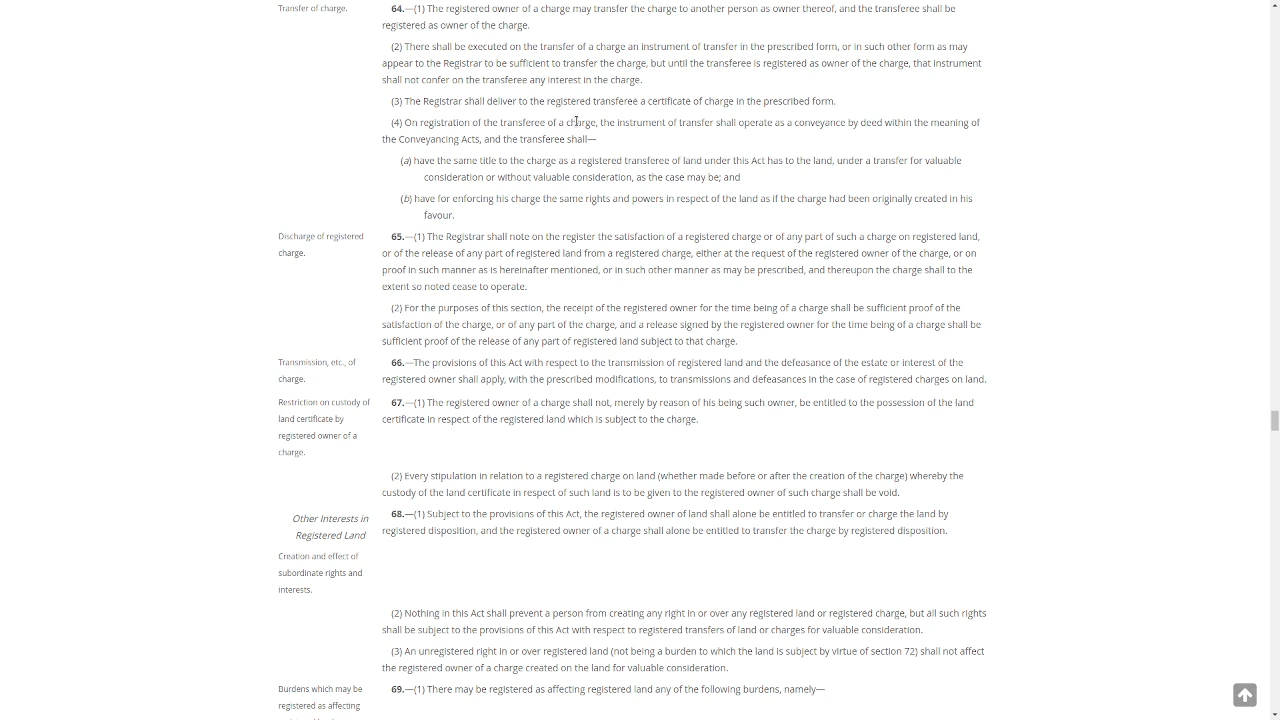 Transfer of charge.
64.—(1) The registered owner of a charge may transfer the charge to another person as owner thereof, and the transferee shall be
registered as owner of the charge.
(2) There shall be executed on the transfer of a charge an instrument of transfer in the prescribed form, or in such other form as may
appear to the Registrar to be sufficient to transfer the charge, but until the transferee is registered as owner of the charge, that instrument
shall not confer on the transferee any interest in the charge.
(3) The Registrar shall deliver to the registered transferee a certificate of charge in the prescribed form.
(4) On registration of the transferee of a charge, the instrument of transfer shall operate as a conveyance by deed within the meaning of
the Conveyancing Acts, and the transferee shall—
(a) have the same title to the charge as a registered transferee of land under this Act has to the land, under a transfer for valuable
consideration or without valuable consideration, as the case may be; and
(b) have for enforcing his charge the same rights and powers in respect of the land as if the charge had been originally created in his
favour.
Discharge of registered
charge.
65.—(1) The Registrar shall note on the register the satisfaction of a registered charge or of any part of such a charge on registered land,
or of the release of any part of registered land from a registered charge, either at the request of the registered owner of the charge, or on
proof in such manner as is hereinafter mentioned, or in such other manner as may be prescribed, and thereupon the charge shall to the
extent so noted cease to operate.
(2) For the purposes of this section, the receipt of the registered owner for the time being of a charge shall be sufficient proof of the
satisfaction of the charge, or of any part of the charge, and a release signed by the registered owner for the time being of a charge shall be
sufficient proof of the release of any part of registered land subject to that charge.
Transmission, etc., of
charge.
66.—The provisions of this Act with respect to the transmission of registered land and the defeasance of the estate or interest of the
registered owner shall apply, with the prescribed modifications, to transmissions and defeasances in the case of registered charges on land.
Restriction on custody of
land certificate by
registered owner of a
charge.
67.—(1) The registered owner of a charge shall not, merely by reason of his being such owner, be entitled to the possession of the land
certificate in respect of the registered land which is subject to the charge.
(2) Every stipulation in relation to a registered charge on land (whether made before or after the creation of the charge) whereby the
custody of the land certificate in respect of such land is to be given to the registered owner of such charge shall be void.
Other Interests in
Registered Land
Creation and effect of
subordinate rights and
interests.
68.—(1) Subject to the provisions of this Act, the registered owner of land shall alone be entitled to transfer or charge the land by
registered disposition, and the registered owner of a charge shall alone be entitled to transfer the charge by registered disposition.
(2) Nothing in this Act shall prevent a person from creating any right in or over any registered land or registered charge, but all such rights
shall be subject to the provisions of this Act with respect to registered transfers of land or charges for valuable consideration.
(3) An unregistered right in or over registered land (not being a burden to which the land is subject by virtue of section 72) shall not affect
the registered owner of a charge created on the land for valuable consideration.
Burdens which may be
registered as affecting
69.—(1) There may be registered as affecting registered land any of the following burdens, namely—